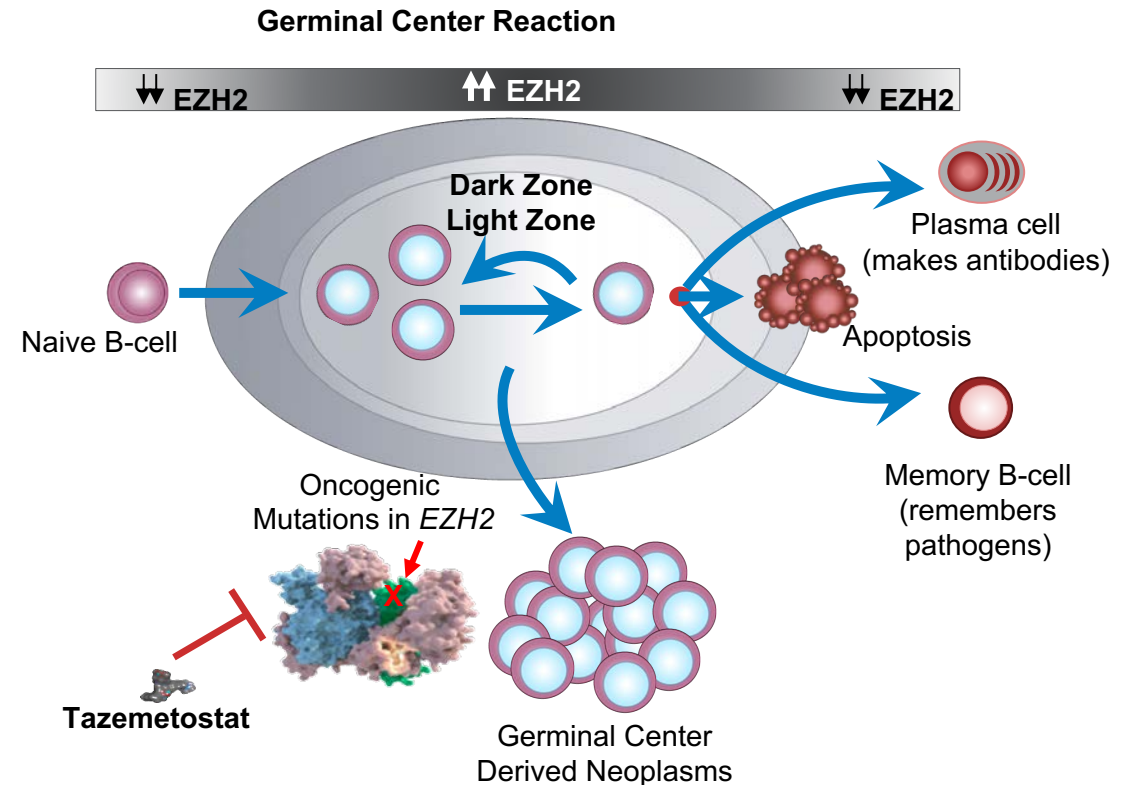 Germinal Center Reaction
↓↓ EZH2
⇑⇑ EZH2
↓↓ EZH2
Dark Zone
Light Zone
Naive B-cell
Plasma cell
(makes antibodies)
Apoptosis
Memory B-cell
(remembers
pathogens)
Oncogenic
Mutations in EZH2
X
Tazemetostat
Germinal Center
Derived Neoplasms